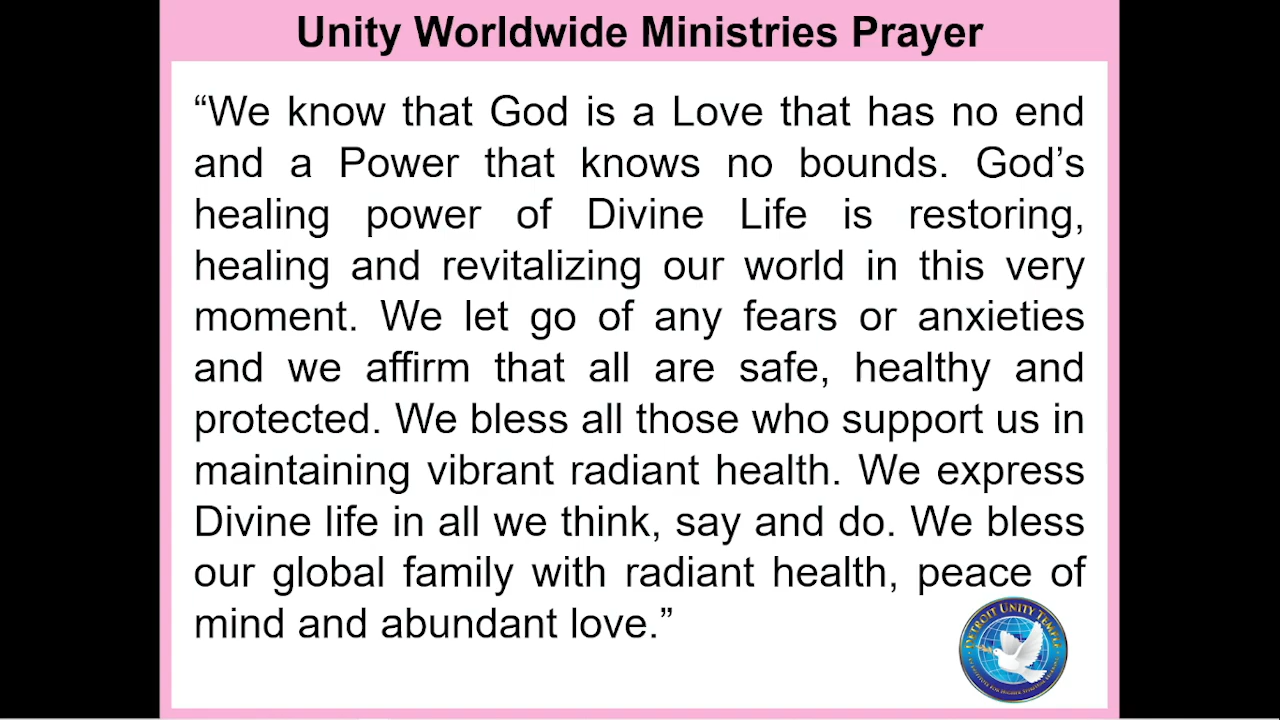 Unity Worldwide Ministries Prayer
“We know that God is a Love that has no end
and a Power that knows no bounds. God’s
healing power of Divine Life is restoring,
healing and revitalizing our world in this very
moment. We let go of any fears or anxieties
and we affirm that all are safe, healthy and
protected. We bless all those who support us in
maintaining vibrant radiant health. We express
Divine life in all we think, say and do. We bless
our global family with radiant health, peace of
mind and abundant love.”
DETROIT UNITY TEMPLE